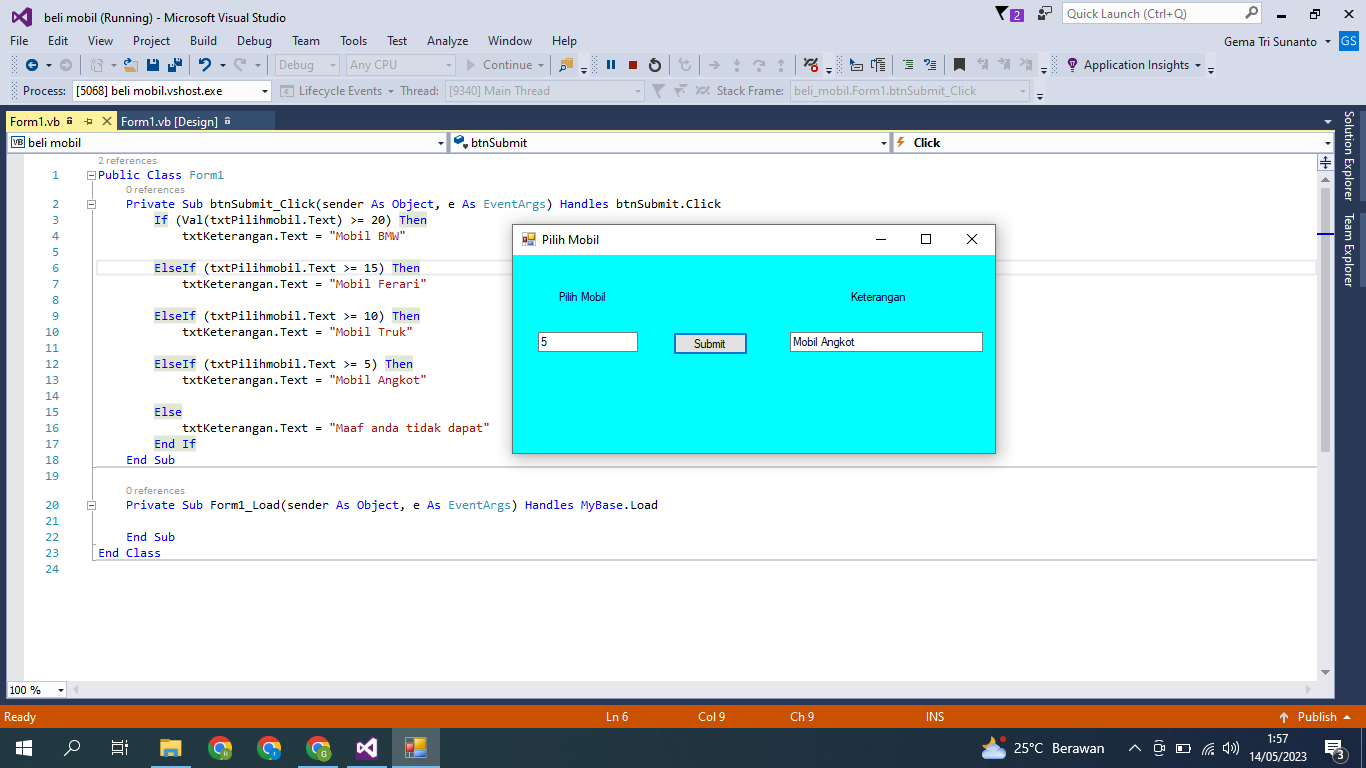 beli mobil (Running) - Microsoft Visual Studio
2
Quick Launch (Ctrl+Q)
File Edit View Project Build Debug Team Tools Test Analyze Window Help
Gema Tri Sunanto GS
Debug Any CPU Continue Application Insights
Process: [5068] beli mobil.vshost.exe Lifecycle Events Thread: [9340] Main Thread Stack Frame: beli_mobil.Form1.btnSubmit_Click
Form1.vb Form1.vb [Design]
VB beli mobil btnSubmit Click
Solution Explorer
Team Explorer
2 references
1 Public Class Form1
0 references
2 Private Sub btnSubmit_Click(sender As Object, e As EventArgs) Handles btnSubmit.Click
3 If (Val(txtPilihmobil.Text) >= 20) Then
4 txtKeterangan.Text = "Mobil BMW"
5
6 ElseIf (txtPilihmobil.Text >= 15) Then
7 txtKeterangan.Text = "Mobil Ferari"
8
9 ElseIf (txtPilihmobil.Text >= 10) Then
10 txtKeterangan.Text = "Mobil Truk"
11
12 ElseIf (txtPilihmobil.Text >= 5) Then
13 txtKeterangan.Text = "Mobil Angkot"
14
15 Else
16 txtKeterangan.Text = "Maaf anda tidak dapat"
17 End If
18 End Sub
19
0 references
20 Private Sub Form1_Load(sender As Object, e As EventArgs) Handles MyBase.Load
21
22 End Sub
23 End Class
24
Pilih Mobil
Pilih Mobil Keterangan
5 Submit Mobil Angkot
100 %
Ready Ln 6 Col 9 Ch 9 INS Publish
25°C Berawan
1:57
14/05/2023
3